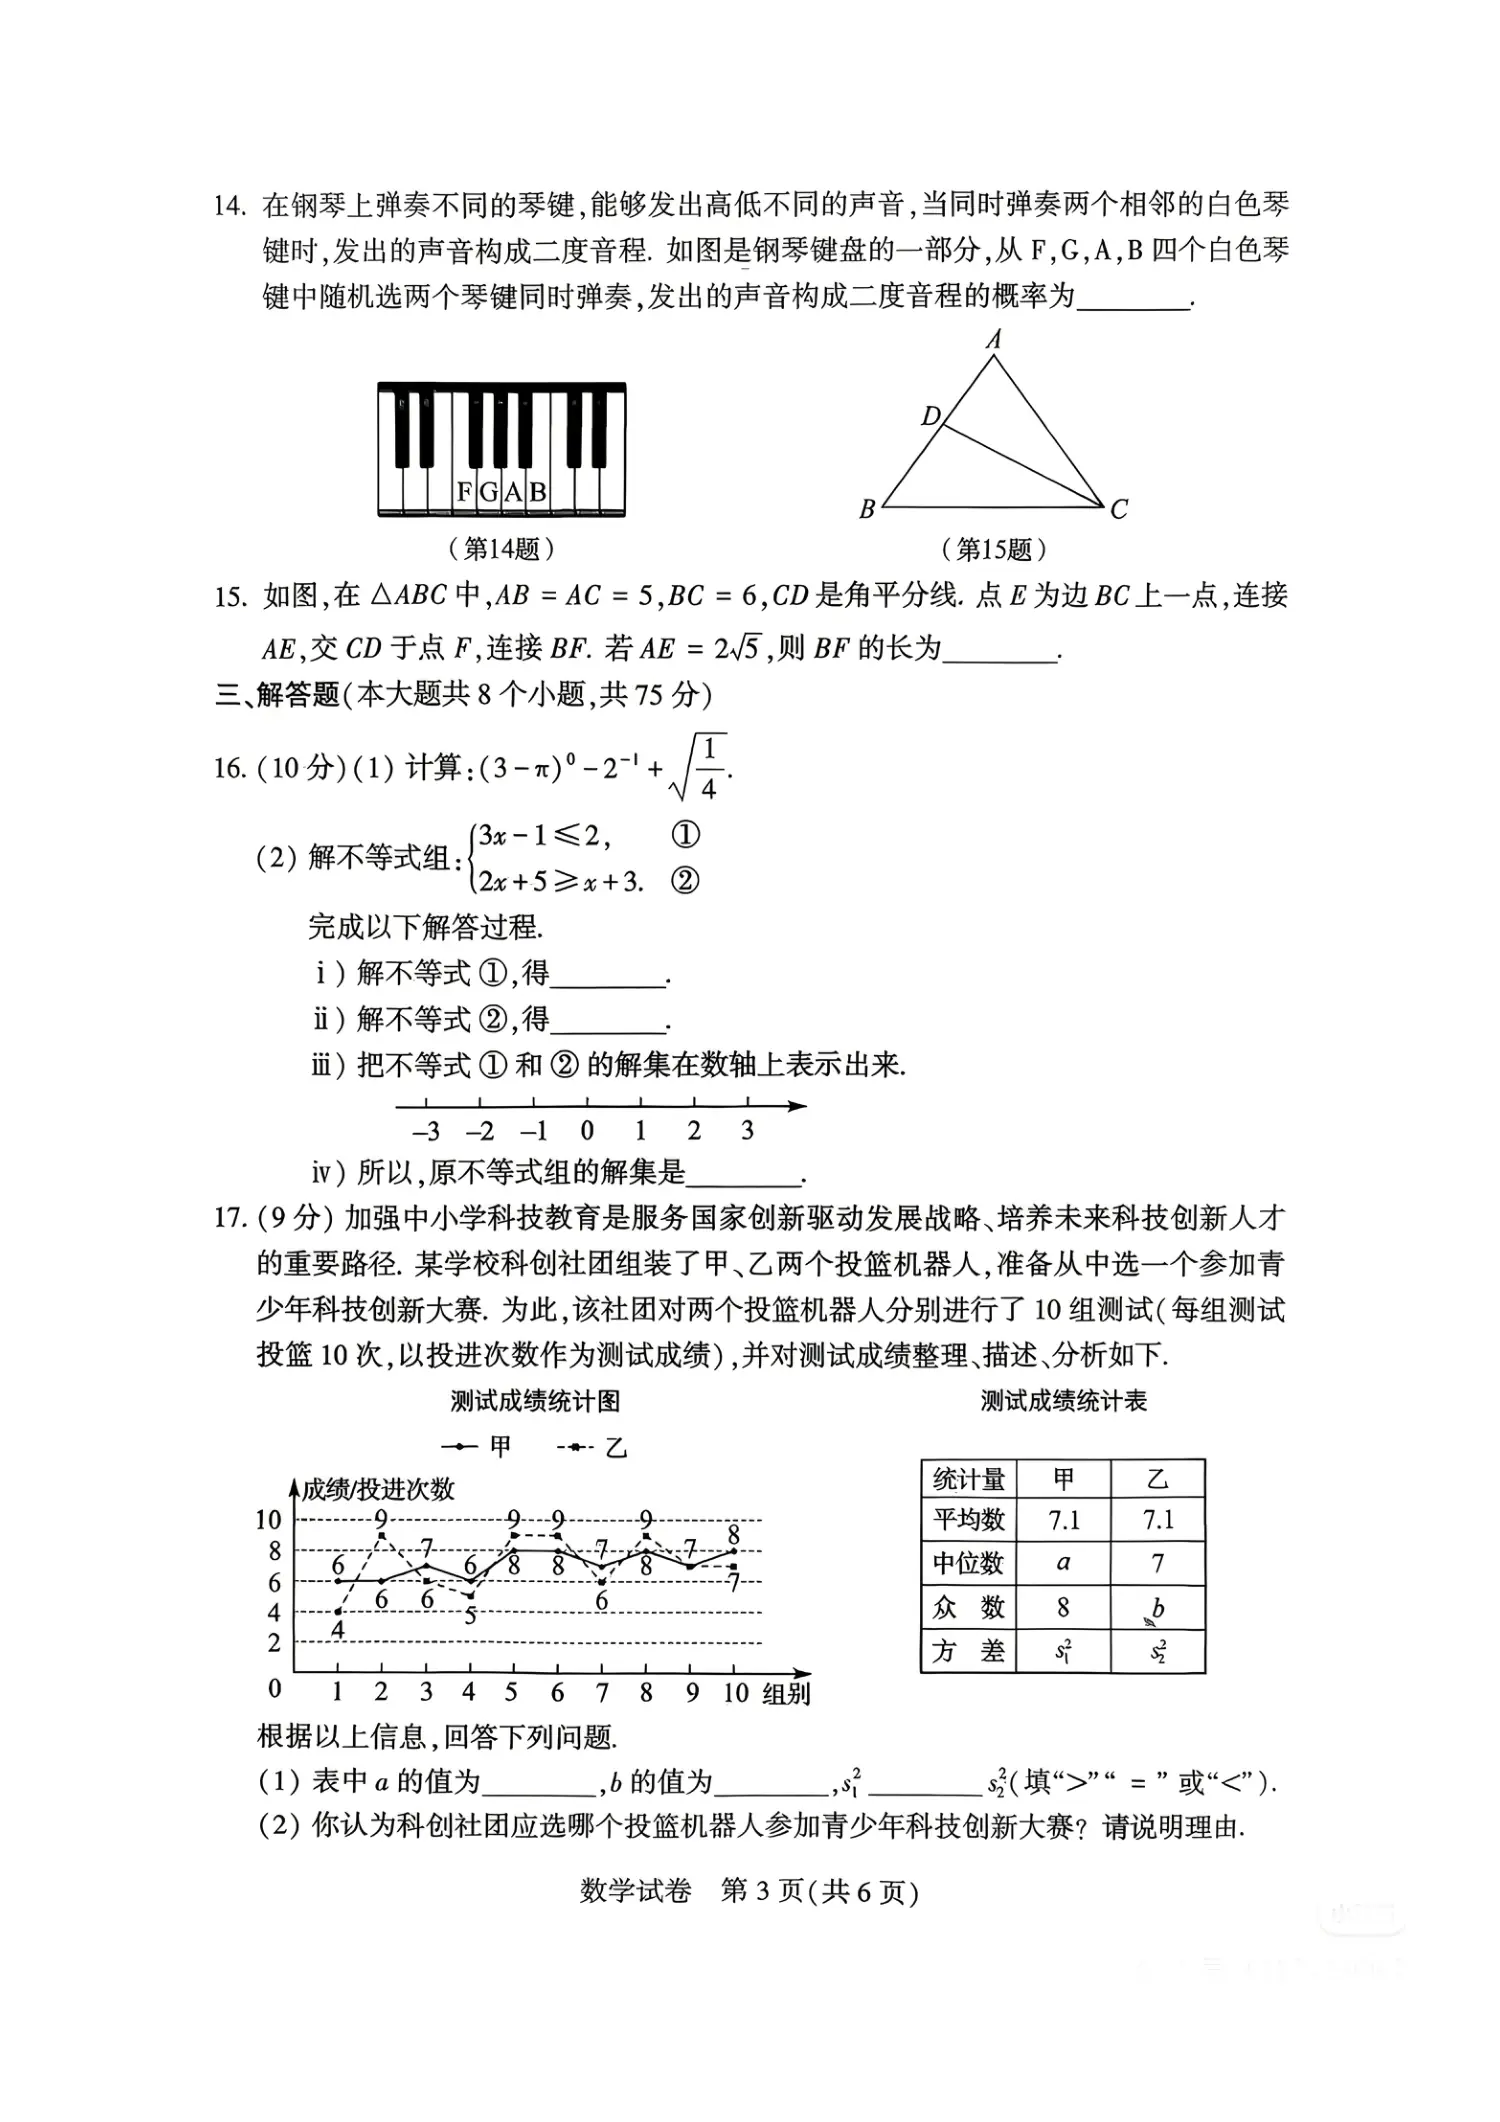 14. 在钢琴上弹奏不同的琴键,能够发出高低不同的声音,当同时弹奏两个相邻的白色琴
键时,发出的声音构成二度音程. 如图是钢琴键盘的一部分,从 F,G,A,B 四个白色琴
键中随机选两个琴键同时弹奏,发出的声音构成二度音程的概率为________.
F G A B
(第14题)
A
D
B
C
(第15题)
15. 如图,在 △ABC 中,AB = AC = 5,BC = 6,CD 是角平分线. 点 E 为边 BC 上一点,连接
AE,交 CD 于点 F,连接 BF. 若 AE = 2√5,则 BF 的长为________.
三、解答题(本大题共 8 个小题,共 75 分)
16. (10 分)(1) 计算:(3-π)⁰-2⁻¹+√(1/4).
(2) 解不等式组:{3x-1≤2, ①
2x+5≥x+3. ②
完成以下解答过程.
ⅰ) 解不等式 ①,得________.
ⅱ) 解不等式 ②,得________.
ⅲ) 把不等式 ① 和 ② 的解集在数轴上表示出来.
-3 -2 -1 0 1 2 3
ⅳ) 所以,原不等式组的解集是________.
17. (9 分) 加强中小学科技教育是服务国家创新驱动发展战略、培养未来科技创新人才
的重要路径. 某学校科创社团组装了甲、乙两个投篮机器人,准备从中选一个参加青
少年科技创新大赛. 为此,该社团对两个投篮机器人分别进行了 10 组测试(每组测试
投篮 10 次,以投进次数作为测试成绩),并对测试成绩整理、描述、分析如下.
测试成绩统计图
甲 乙
成绩/投进次数
10
8
6
4
2
0
9 9 9 9
6 7 6 7 7 8
8 8 8
6 6 6 7
4 5
1 2 3 4 5 6 7 8 9 10 组别
测试成绩统计表
统计量 甲 乙
平均数 7.1 7.1
中位数 a 7
众 数 8 b
方 差 s₁² s₂²
根据以上信息,回答下列问题.
(1) 表中 a 的值为________,b 的值为________,s₁² ________ s₂²(填“>”“ = ”或“<”).
(2) 你认为科创社团应选哪个投篮机器人参加青少年科技创新大赛? 请说明理由.
数学试卷 第 3 页(共 6 页)